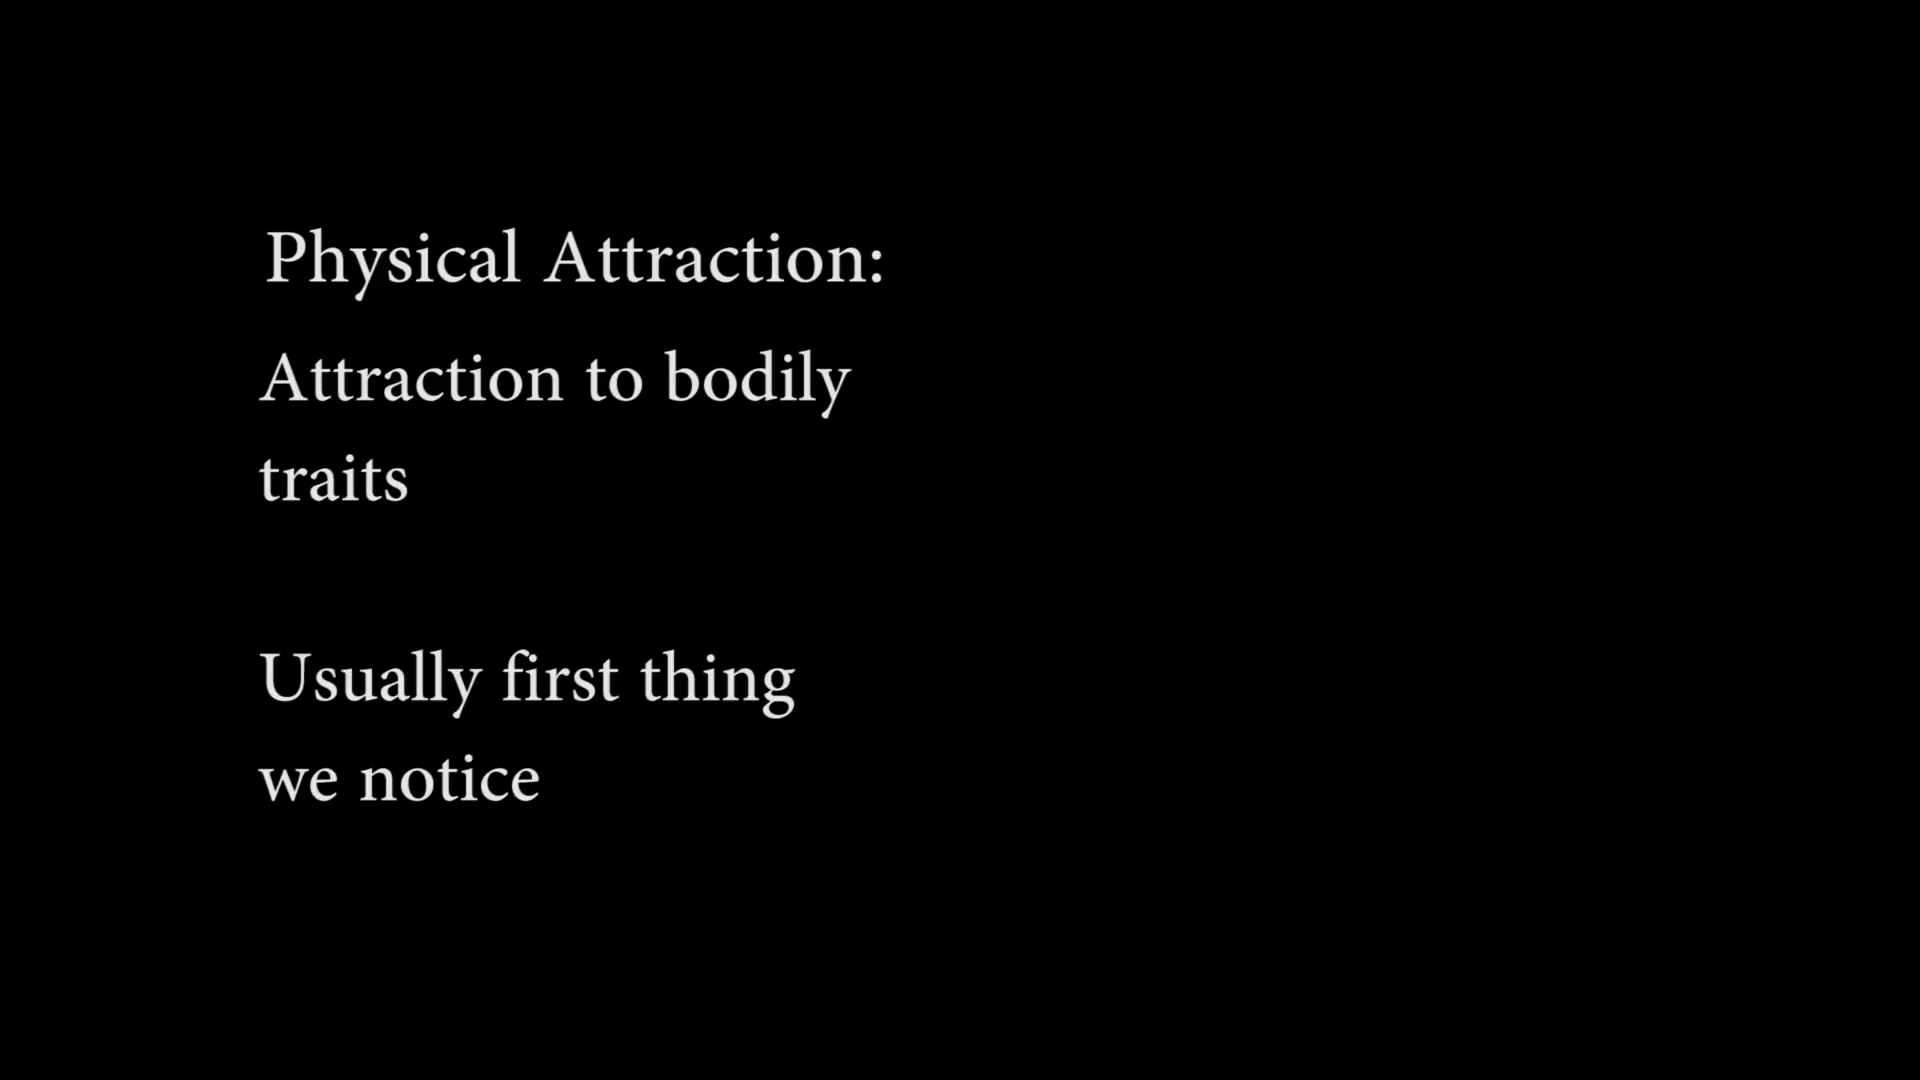 Physical Attraction:
Attraction to bodily
traits
Usually first thing
we notice